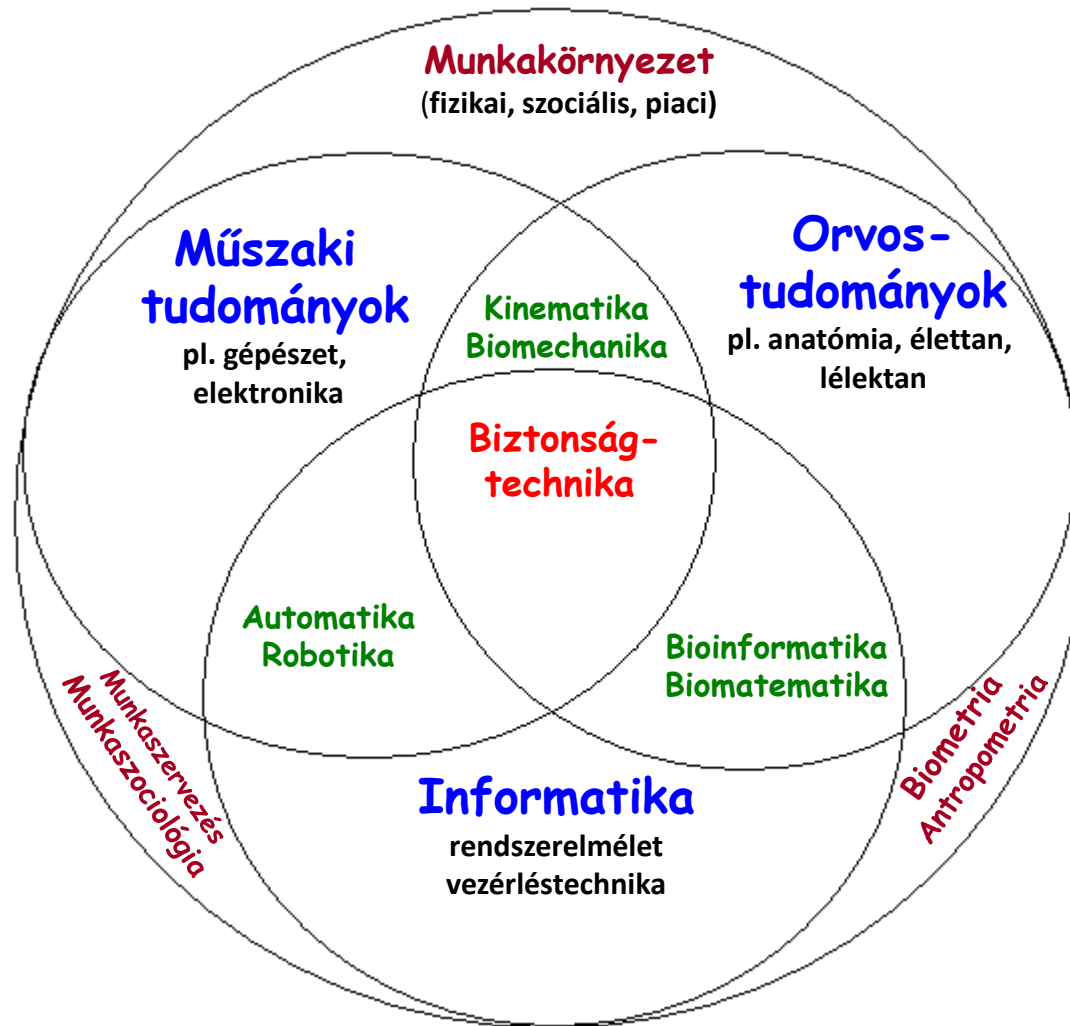 Munkakörnyezet
(fizikai, szociális, piaci)
Műszaki
tudományok
pl. gépészet,
elektronika
Orvos-
tudományok
pl. anatómia, élettan,
lélektan
Kinematika
Biomechanika
Biztonság-
technika
Automatika
Robotika
Bioinformatika
Biomatematika
Munkaszervezés
Munkaszociológia
Informatika
rendszerelmélet
vezérléstechnika
Biometria
Antropometria